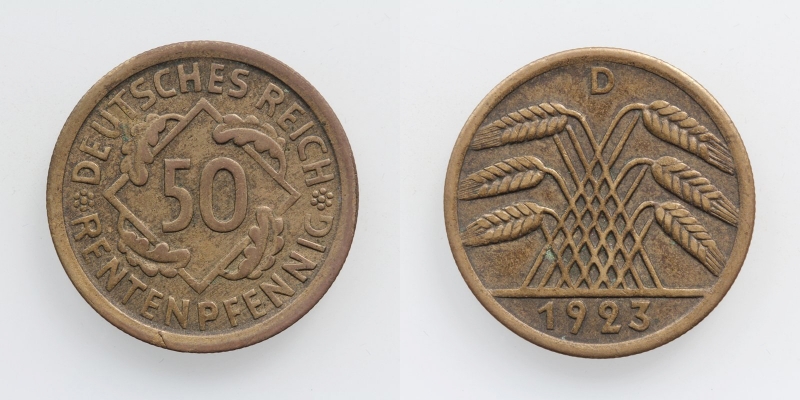 DEUTSCHES REICH
50
RENTENPFENNIG
D
1923